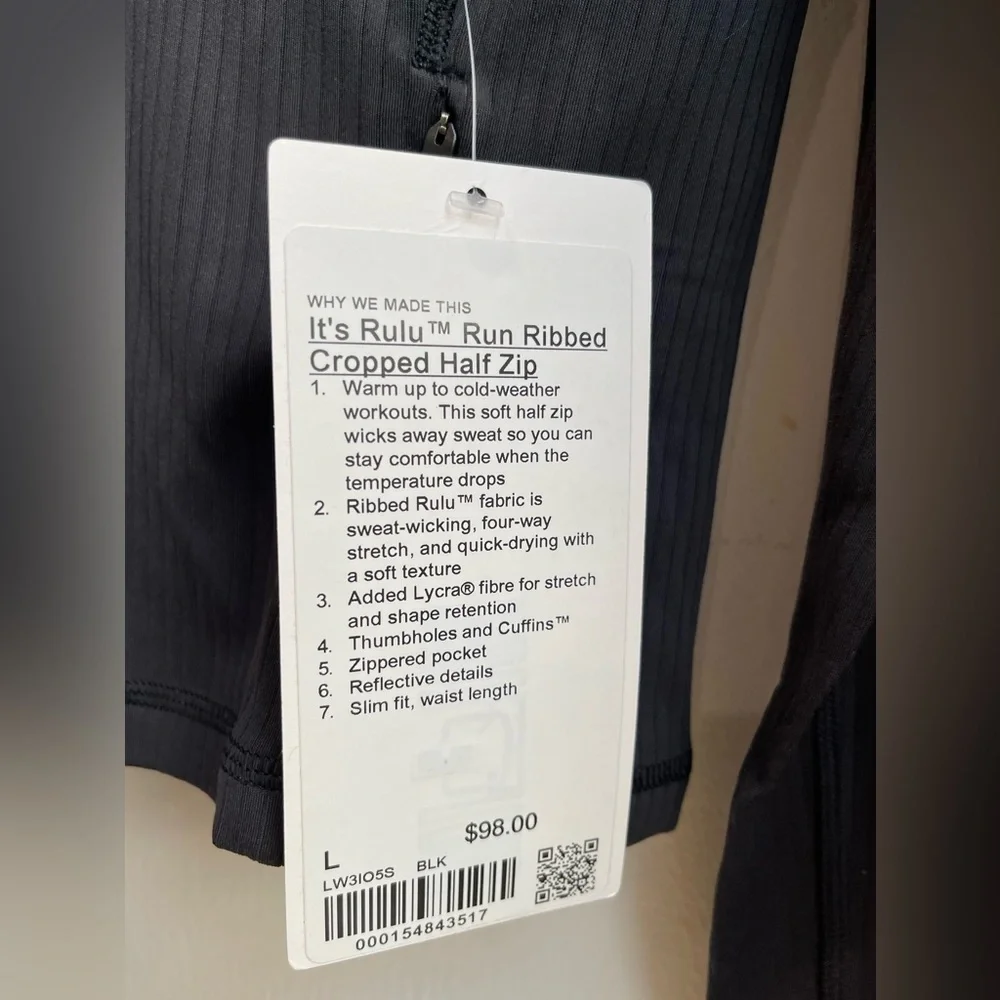 WHY WE MADE THIS
It's Rulu™ Run Ribbed
Cropped Half Zip
1. Warm up to cold-weather
workouts. This soft half zip
wicks away sweat so you can
stay comfortable when the
temperature drops
2. Ribbed Rulu™ fabric is
sweat-wicking, four-way
stretch, and quick-drying with
a soft texture
3. Added Lycra® fibre for stretch
and shape retention
4. Thumbholes and Cuffins™
5. Zippered pocket
6. Reflective details
7. Slim fit, waist length
$98.00
L
LW3IO5S BLK
000154843517